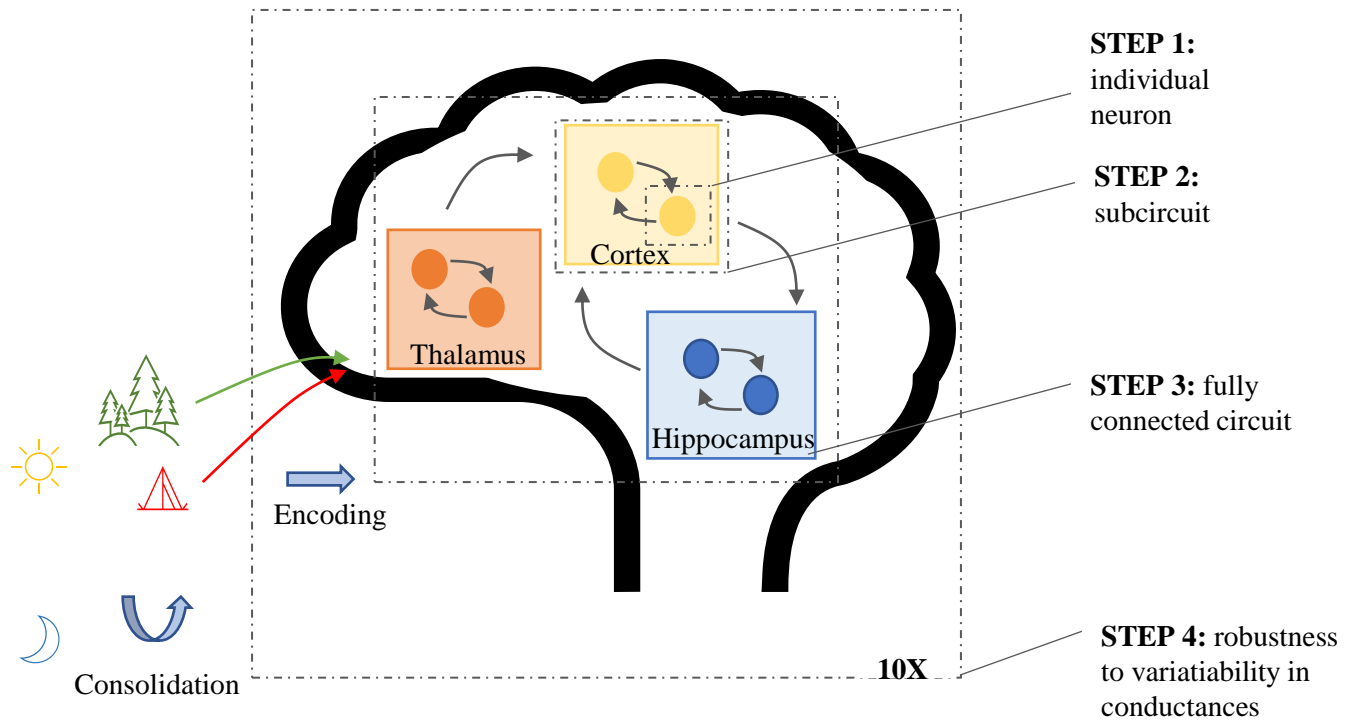 STEP 1:
individual
neuron
STEP 2:
subcircuit
Cortex
Thalamus
STEP 3: fully
connected circuit
Hippocampus
Encoding
STEP 4: robustness
to variatiability in
conductances
10X
Consolidation